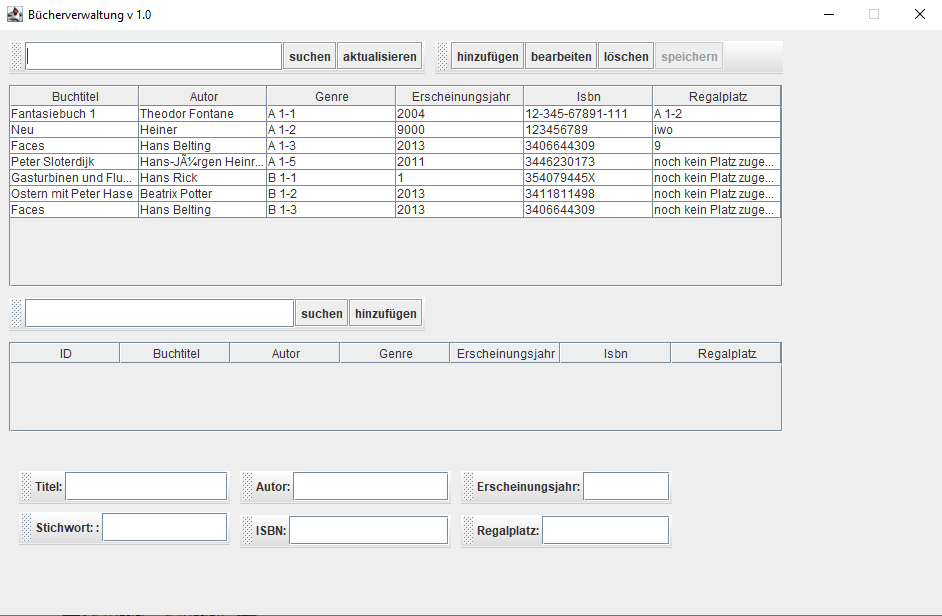 Bücherverwaltung v 1.0
suchen aktualisieren hinzufügen bearbeiten löschen speichern
Buchtitel Autor Genre Erscheinungsjahr Isbn Regalplatz
Fantasiebuch 1 Theodor Fontane A 1-1 2004 12-345-67891-111 A 1-2
Neu Heiner A 1-2 9000 123456789 iwo
Faces Hans Belting A 1-3 2013 3406644309 9
Peter Sloterdijk Hans-JÃ¼rgen Heinr... A 1-5 2011 3446230173 noch kein Platz zuge...
Gasturbinen und Flu... Hans Rick B 1-1 1 354079445X noch kein Platz zuge...
Ostern mit Peter Hase Beatrix Potter B 1-2 2013 3411811498 noch kein Platz zuge...
Faces Hans Belting B 1-3 2013 3406644309 noch kein Platz zuge...
suchen hinzufügen
ID Buchtitel Autor Genre Erscheinungsjahr Isbn Regalplatz
Titel: Autor: Erscheinungsjahr:
Stichwort: : ISBN: Regalplatz: